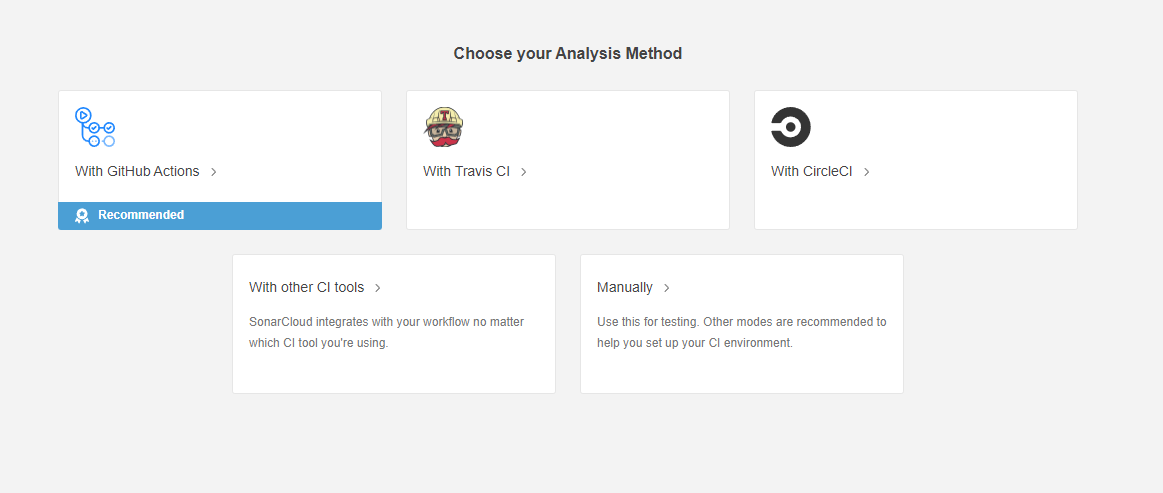 Choose your Analysis Method
With GitHub Actions
With Travis CI
With CircleCI
Recommended
With other CI tools
SonarCloud integrates with your workflow no matter
which CI tool you're using.
Manually
Use this for testing. Other modes are recommended to
help you set up your CI environment.